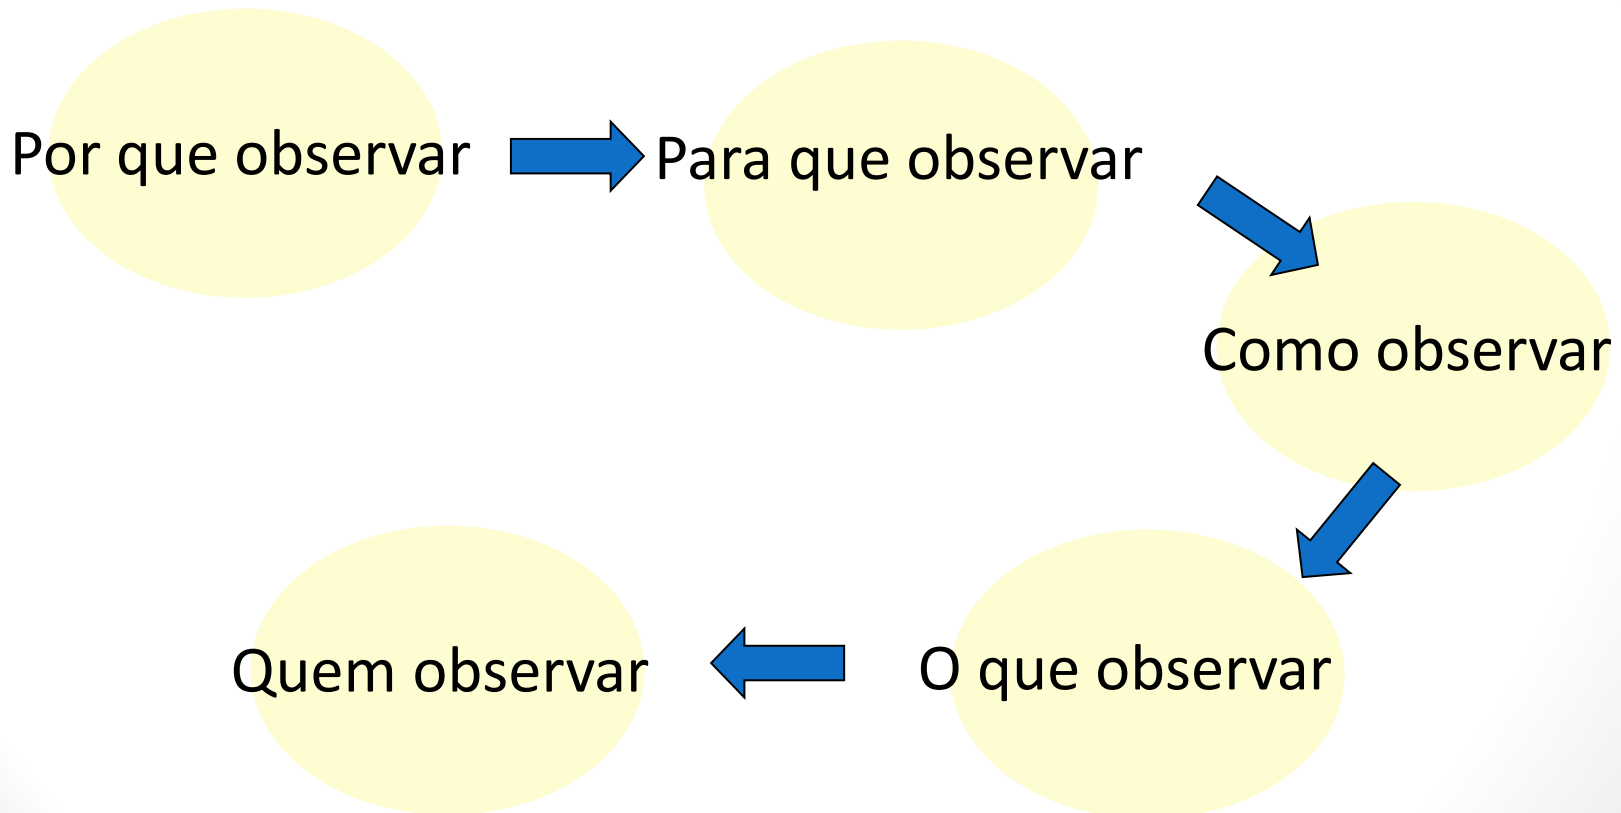 Por que observar
Para que observar
Como observar
O que observar
Quem observar